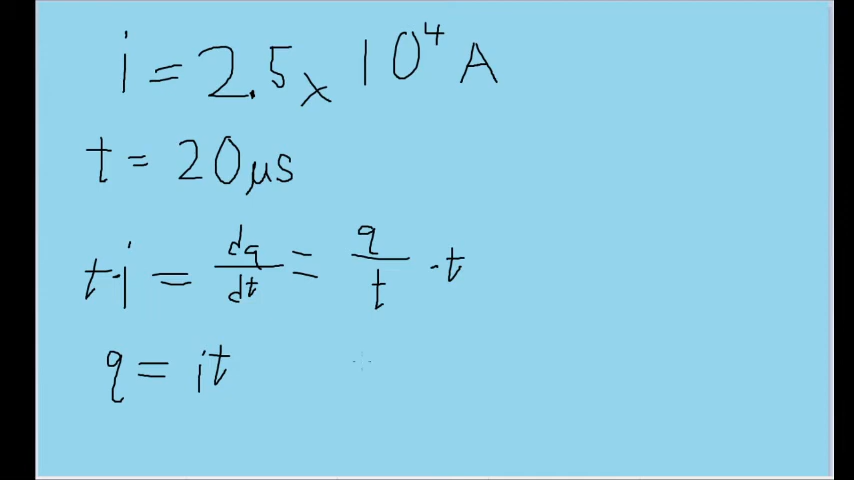 i = 2.5 x 10⁴ A
t = 20 μs
t·i = dq/dt = q/t · t
q = it